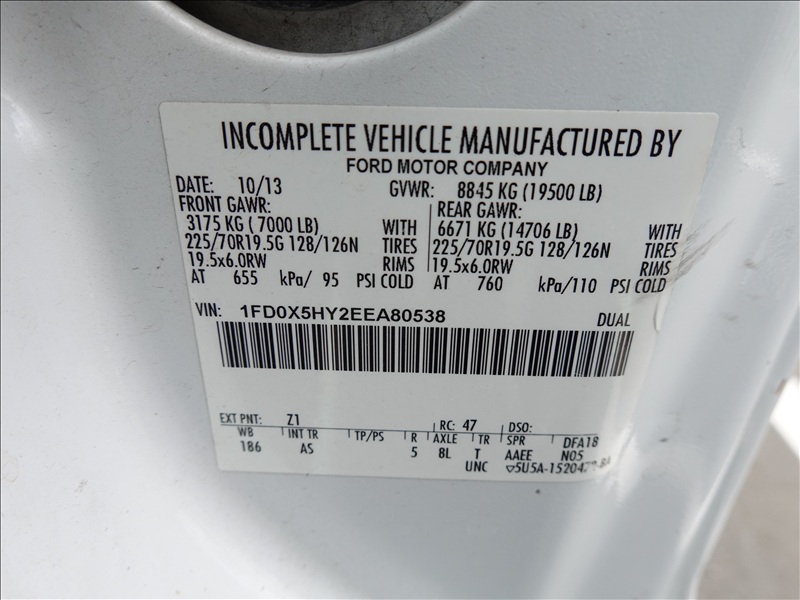 INCOMPLETE VEHICLE MANUFACTURED BY
FORD MOTOR COMPANY
DATE: 10/13 GVWR: 8845 KG (19500 LB)
FRONT GAWR: REAR GAWR:
3175 KG ( 7000 LB) WITH 6671 KG (14706 LB) WITH
225/70R19.5G 128/126N TIRES 225/70R19.5G 128/126N TIRES
19.5x6.0RW RIMS 19.5x6.0RW RIMS
AT 655 kPa/ 95 PSI COLD AT 760 kPa/110 PSI COLD
VIN: 1FD0X5HY2EEA80538 DUAL
EXT PNT: Z1 RC: 47 DSO:
WB INT TR TP/PS R AXLE TR SPR DFA18
186 AS 5 8L T AAEE N05
UNC